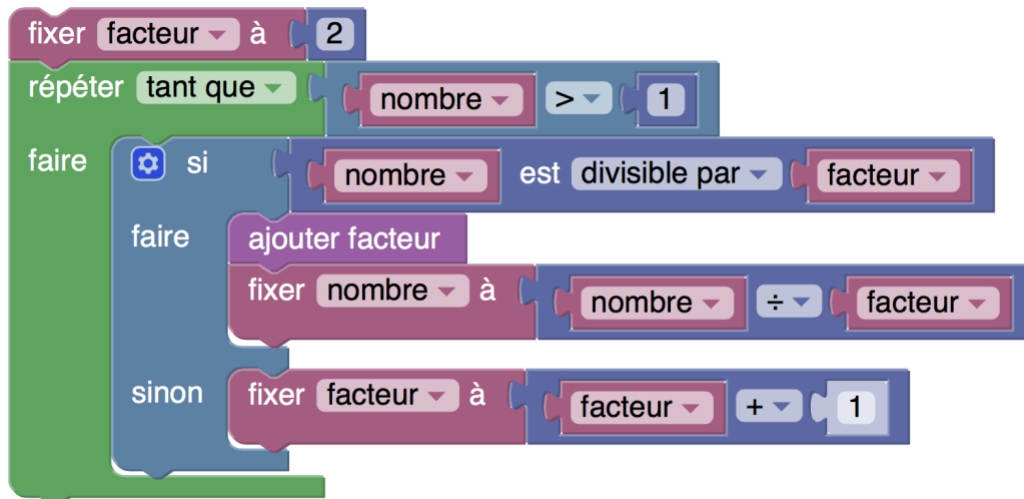 fixer facteur à 2
répéter tant que nombre > 1
faire si nombre est divisible par facteur
faire ajouter facteur
fixer nombre à nombre ÷ facteur
sinon fixer facteur à facteur + 1